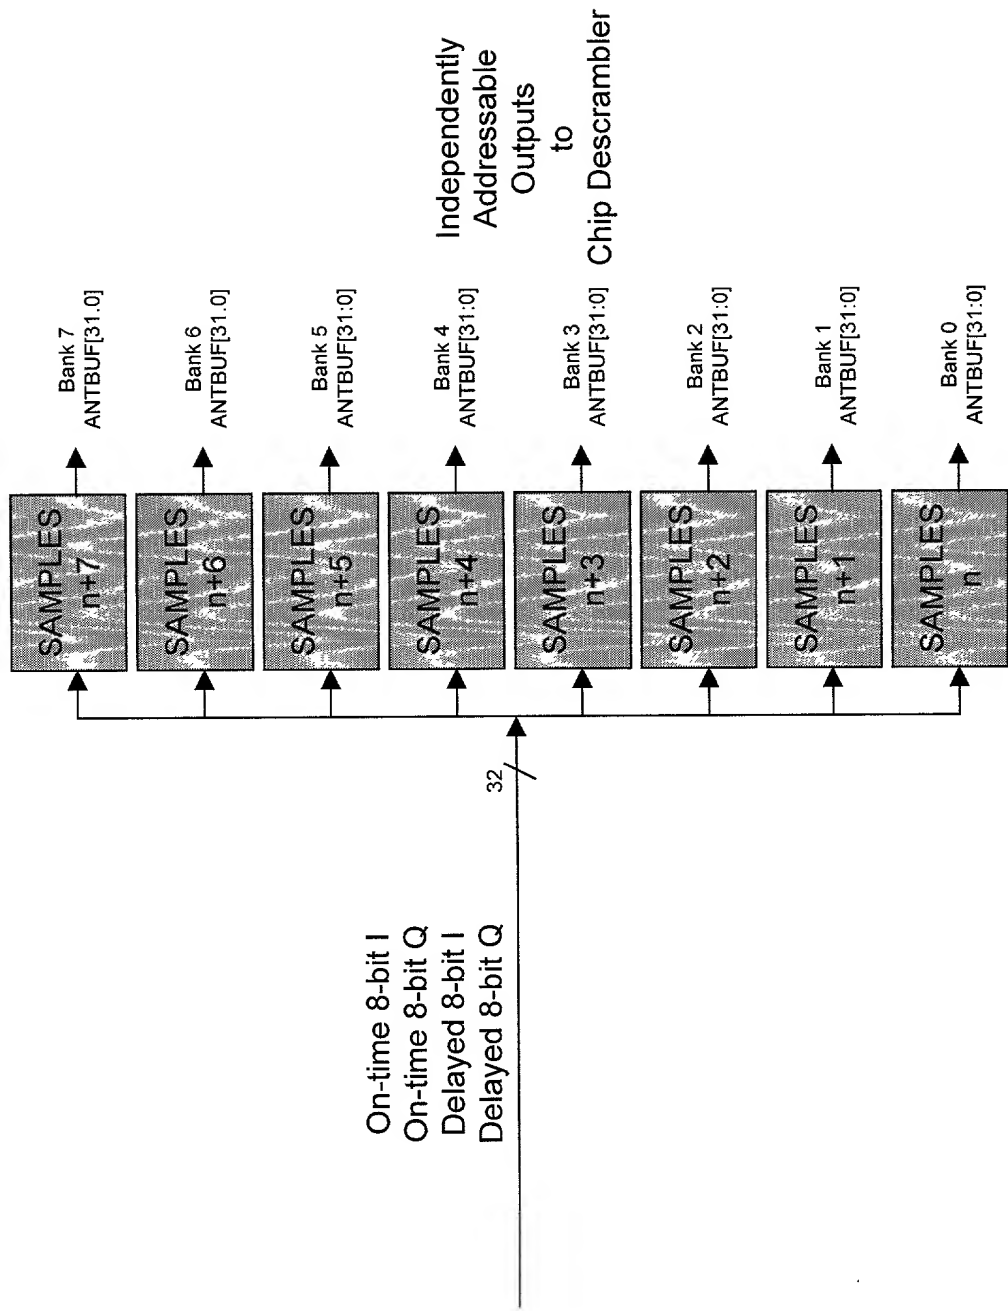 On-time 8-bit I
On-time 8-bit Q
Delayed 8-bit I
Delayed 8-bit Q
32
SAMPLES
n+7
SAMPLES
n+6
SAMPLES
n+5
SAMPLES
n+4
SAMPLES
n+3
SAMPLES
n+2
SAMPLES
n+1
SAMPLES
n
Bank 7
ANTBUF[31.0]
Bank 6
ANTBUF[31.0]
Bank 5
ANTBUF[31:0]
Bank 4
ANTBUF[31:0]
Bank 3
ANTBUF[31:0]
Bank 2
ANTBUF[31:0]
Bank 1
ANTBUF[31:0]
Bank 0
ANTBUF[31:0]
Independently
Addressable
Outputs
to
Chip Descrambler